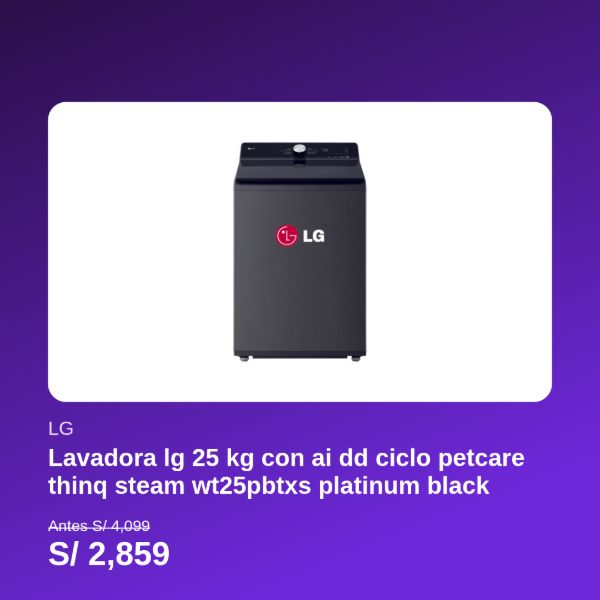 LG
LG
Lavadora lg 25 kg con ai dd ciclo petcare
thinq steam wt25pbtxs platinum black
Antes S/ 4,099
S/ 2,859